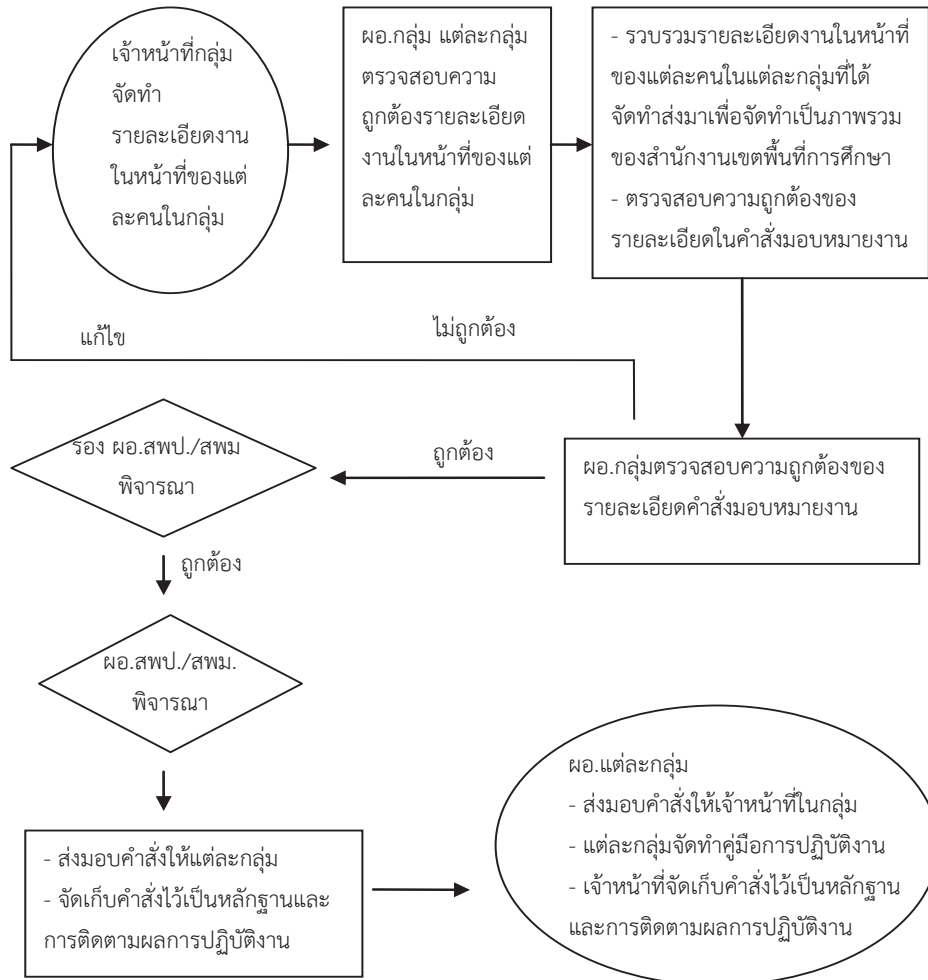 เจ้าหน้าที่กลุ่ม
จัดทำ
รายละเอียดงาน
ในหน้าที่ของแต่
ละคนในกลุ่ม
ผอ.กลุ่ม แต่ละกลุ่ม
ตรวจสอบความ
ถูกต้องรายละเอียด
งานในหน้าที่ของแต่
ละคนในกลุ่ม
- รวบรวมรายละเอียดงานในหน้าที่
ของแต่ละคนในแต่ละกลุ่มที่ได้
จัดทำส่งมาเพื่อจัดทำเป็นภาพรวม
ของสำนักงานเขตพื้นที่การศึกษา
- ตรวจสอบความถูกต้องของ
รายละเอียดในคำสั่งมอบหมายงาน
แก้ไข
ไม่ถูกต้อง
ผอ.กลุ่มตรวจสอบความถูกต้องของ
รายละเอียดคำสั่งมอบหมายงาน
ถูกต้อง
รอง ผอ.สพป./สพม
พิจารณา
ถูกต้อง
ผอ.สพป./สพม.
พิจารณา
- ส่งมอบคำสั่งให้แต่ละกลุ่ม
- จัดเก็บคำสั่งไว้เป็นหลักฐานและ
การติดตามผลการปฏิบัติงาน
ผอ.แต่ละกลุ่ม
- ส่งมอบคำสั่งให้เจ้าหน้าที่ในกลุ่ม
- แต่ละกลุ่มจัดทำคู่มือการปฏิบัติงาน
- เจ้าหน้าที่จัดเก็บคำสั่งไว้เป็นหลักฐาน
และการติดตามผลการปฏิบัติงาน